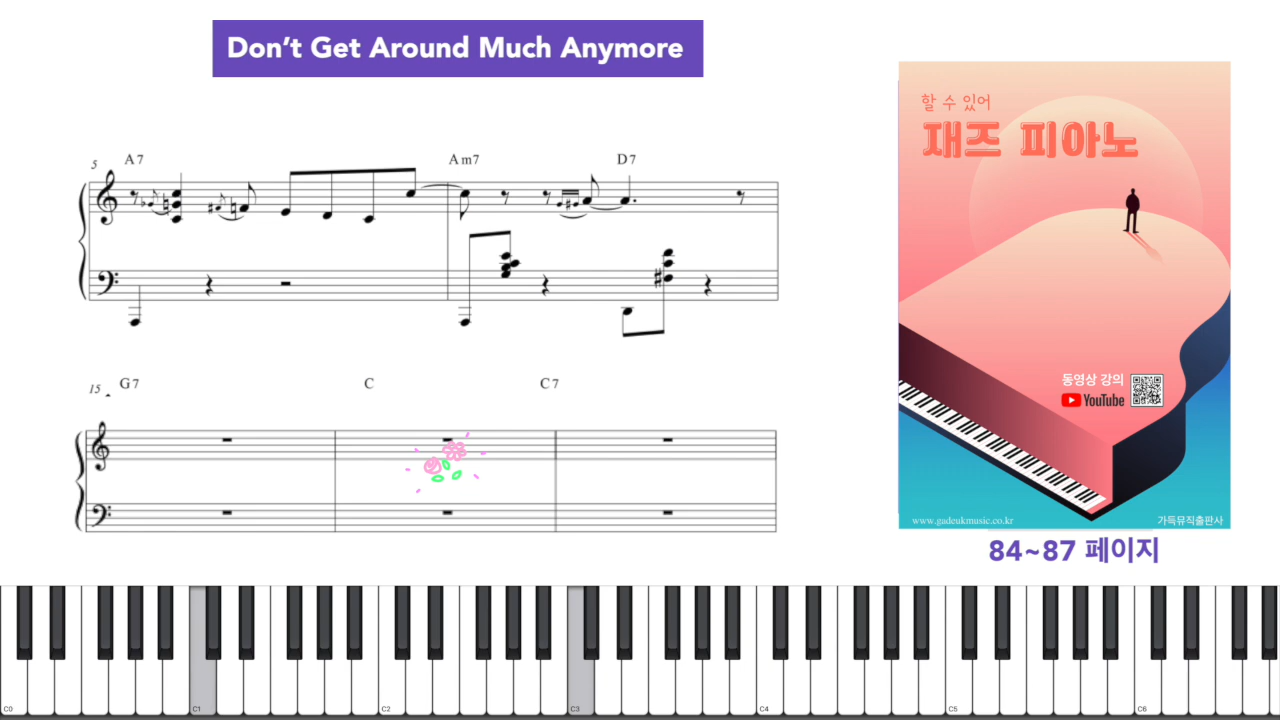 Don't Get Around Much Anymore
5
A7
Am7
D7
15
G7
C
C7
할 수 있어
재즈 피아노
동영상 강의
YouTube
www.gadeukmusic.co.kr
가득뮤직출판사
84~87 페이지
C0
C1
C2
C3
C4
C5
C6